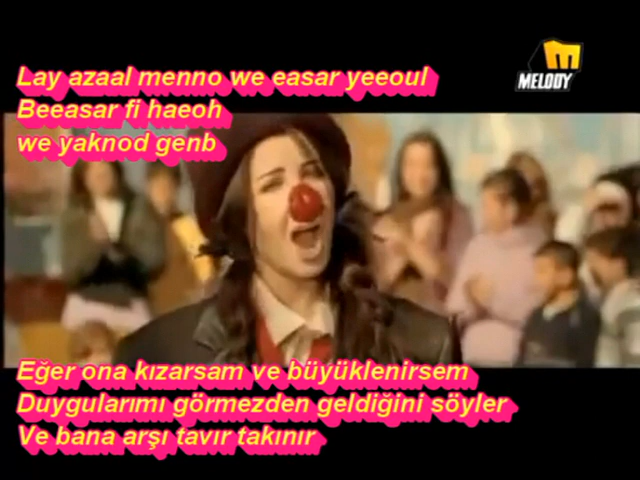 Lay azaal menno we easar yeeoul
Beeasar fi haeoh
we yaknod genb
MELODY
Eğer ona kızarsam ve büyüklenirsem
Duygularımı görmezden geldiğini söyler
Ve bana arşı tavır takınır